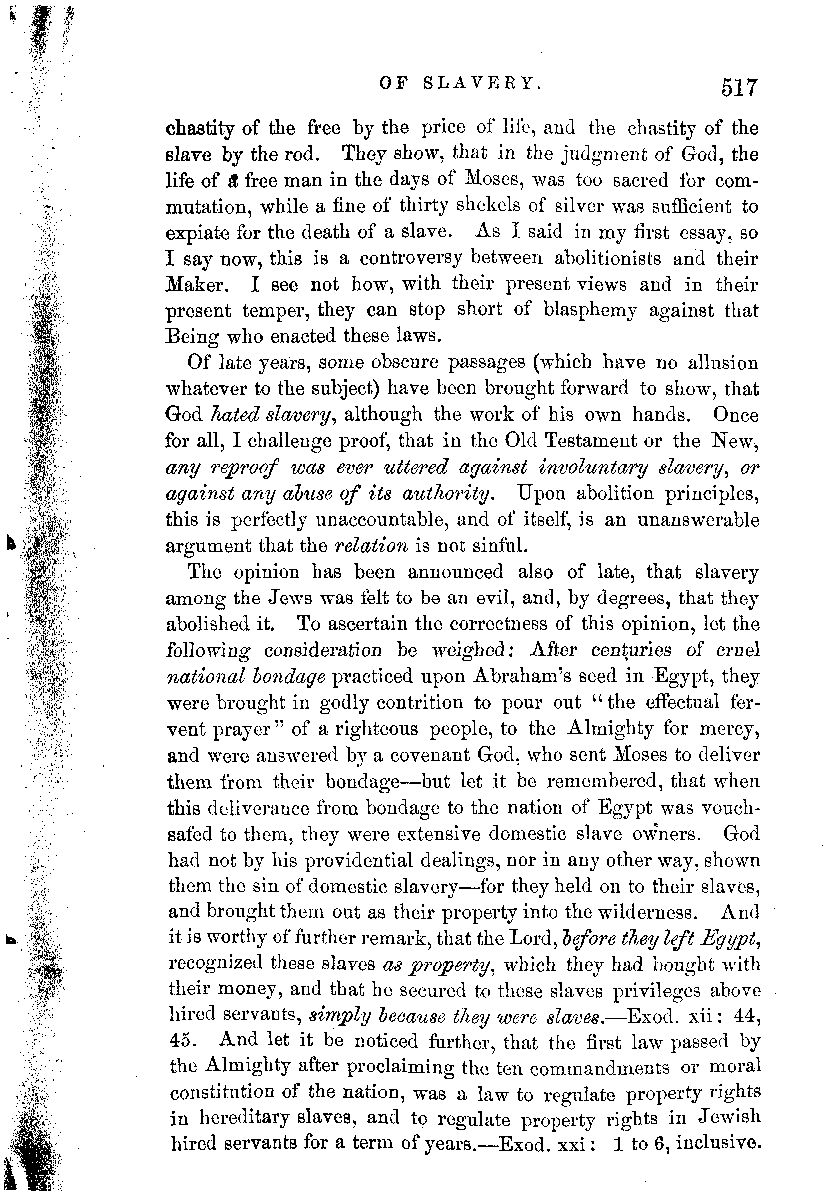 OF SLAVERY. 517
chastity of the free by the price of life, and the chastity of the
slave by the rod. They show, that in the judgment of God, the
life of a free man in the days of Moses, was too sacred for com-
mutation, while a fine of thirty shekels of silver was sufficient to
expiate for the death of a slave. As I said in my first essay, so
I say now, this is a controversy between abolitionists and their
Maker. I see not how, with their present views and in their
present temper, they can stop short of blasphemy against that
Being who enacted these laws.
Of late years, some obscure passages (which have no allusion
whatever to the subject) have been brought forward to show, that
God hated slavery, although the work of his own hands. Once
for all, I challenge proof, that in the Old Testament or the New,
any reproof was ever uttered against involuntary slavery, or
against any abuse of its authority. Upon abolition principles,
this is perfectly unaccountable, and of itself, is an unanswerable
argument that the relation is not sinful.
The opinion has been announced also of late, that slavery
among the Jews was felt to be an evil, and, by degrees, that they
abolished it. To ascertain the correctness of this opinion, let the
following consideration be weighed: After centuries of cruel
national bondage practiced upon Abraham's seed in Egypt, they
were brought in godly contrition to pour out "the effectual fer-
vent prayer" of a righteous people, to the Almighty for mercy,
and were answered by a covenant God, who sent Moses to deliver
them from their bondage—but let it be remembered, that when
this deliverance from bondage to the nation of Egypt was vouch-
safed to them, they were extensive domestic slave owners. God
had not by his providential dealings, nor in any other way, shown
them the sin of domestic slavery—for they held on to their slaves,
and brought them out as their property into the wilderness. And
it is worthy of further remark, that the Lord, before they left Egypt,
recognized these slaves as property, which they had bought with
their money, and that he secured to these slaves privileges above
hired servants, simply because they were slaves.—Exod. xii: 44,
45. And let it be noticed further, that the first law passed by
the Almighty after proclaiming the ten commandments or moral
constitution of the nation, was a law to regulate property rights
in hereditary slaves, and to regulate property rights in Jewish
hired servants for a term of years.—Exod. xxi: 1 to 6, inclusive.